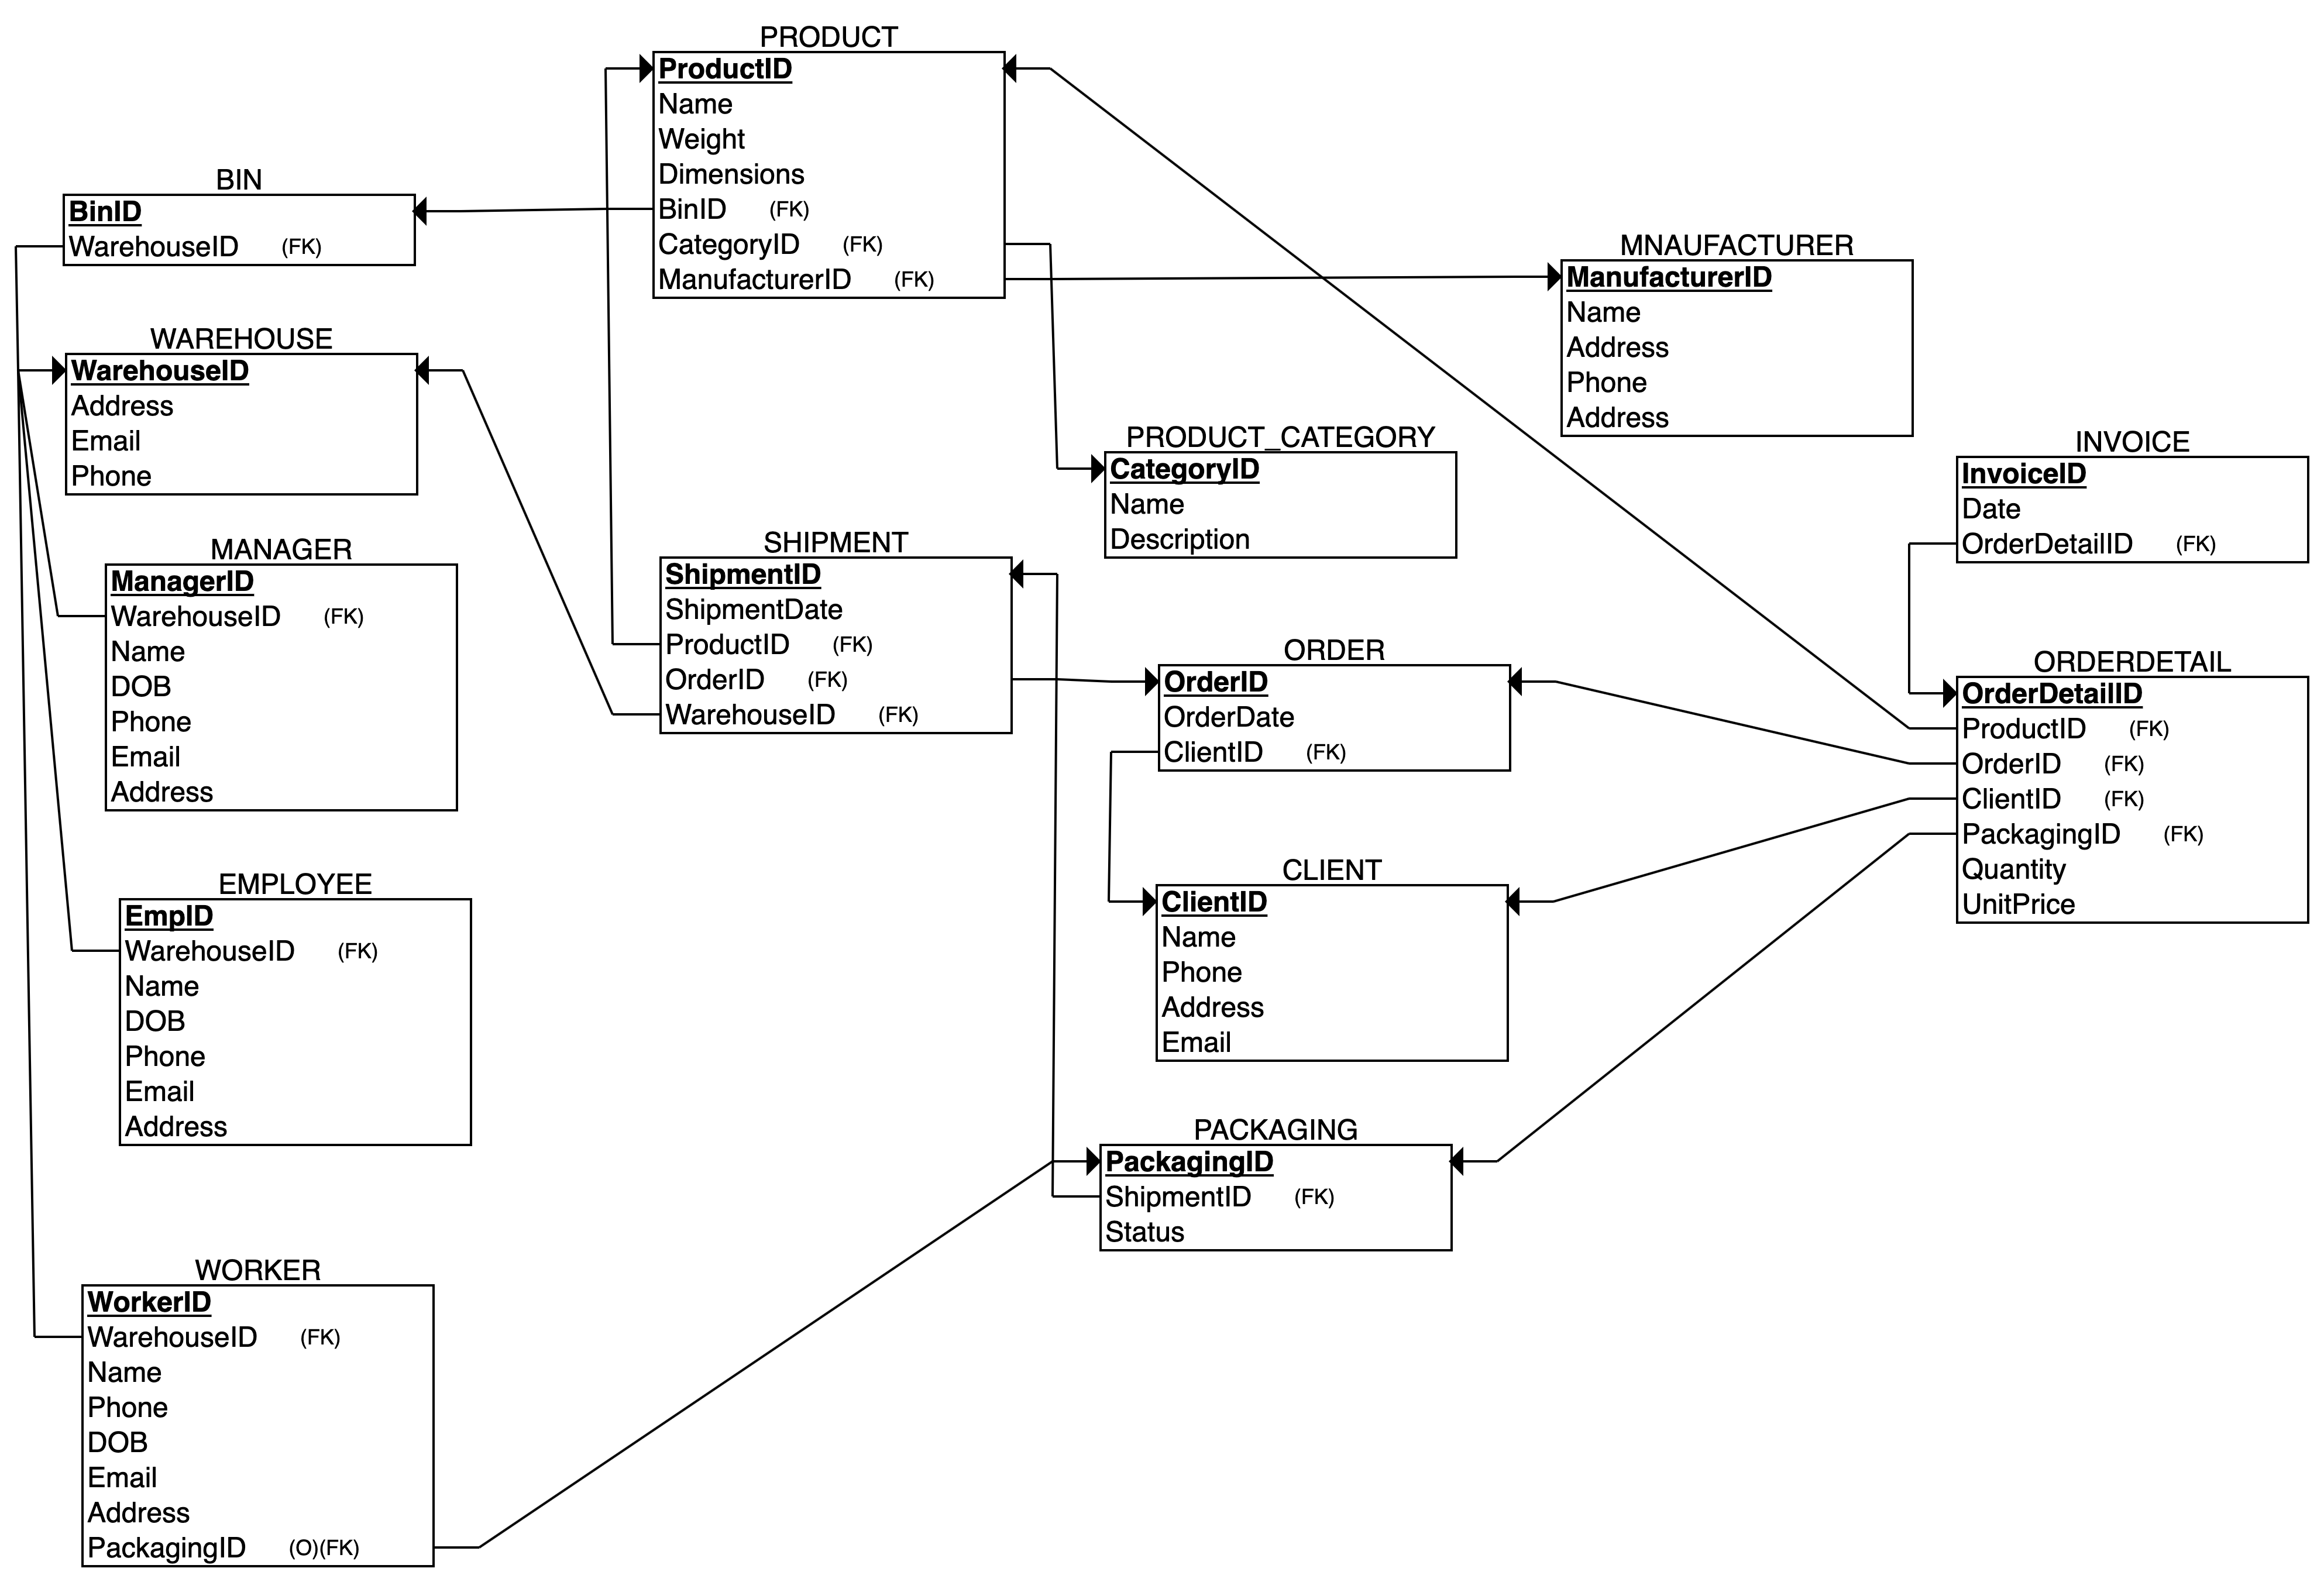 PRODUCT
ProductID
Name
Weight
Dimensions
BinID (FK)
CategoryID (FK)
ManufacturerID (FK)
BIN
BinID
WarehouseID (FK)
WAREHOUSE
WarehouseID
Address
Email
Phone
MANAGER
ManagerID
WarehouseID (FK)
Name
DOB
Phone
Email
Address
EMPLOYEE
EmpID
WarehouseID (FK)
Name
DOB
Phone
Email
Address
WORKER
WorkerID
WarehouseID (FK)
Name
Phone
DOB
Email
Address
PackagingID (O)(FK)
SHIPMENT
ShipmentID
ShipmentDate
ProductID (FK)
OrderID (FK)
WarehouseID (FK)
PRODUCT_CATEGORY
CategoryID
Name
Description
MNAUFACTURER
ManufacturerID
Name
Address
Phone
Address
ORDER
OrderID
OrderDate
ClientID (FK)
CLIENT
ClientID
Name
Phone
Address
Email
PACKAGING
PackagingID
ShipmentID (FK)
Status
INVOICE
InvoiceID
Date
OrderDetailID (FK)
ORDERDETAIL
OrderDetailID
ProductID (FK)
OrderID (FK)
ClientID (FK)
PackagingID (FK)
Quantity
UnitPrice